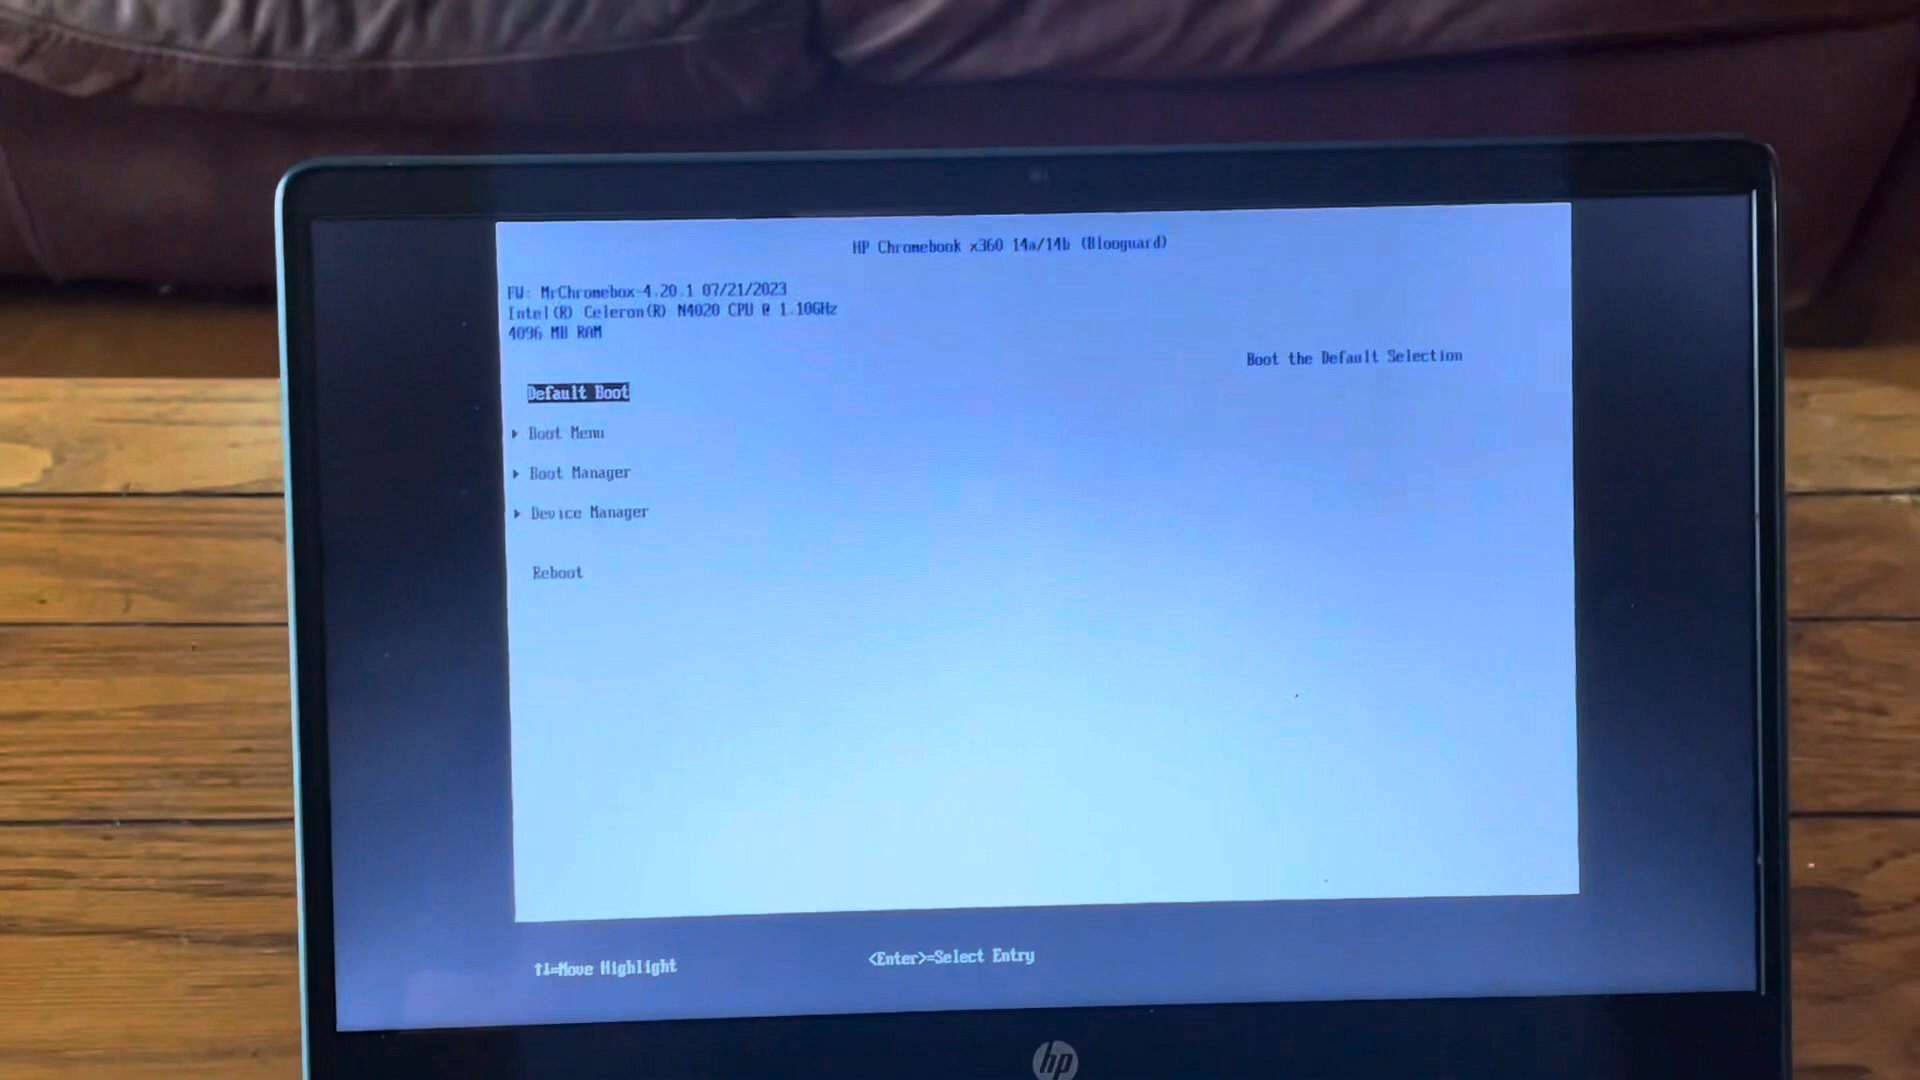 HP Chromebook x360 14a/14b (Blooguard)
FW: MrChromebox-4.20.1 07/21/2023
Intel(R) Celeron(R) N4020 CPU @ 1.10GHz
4096 MB RAM
Boot the Default Selection
Default Boot
Boot Menu
Boot Manager
Device Manager
Reboot
↑↓=Move Highlight
<Enter>=Select Entry
hp